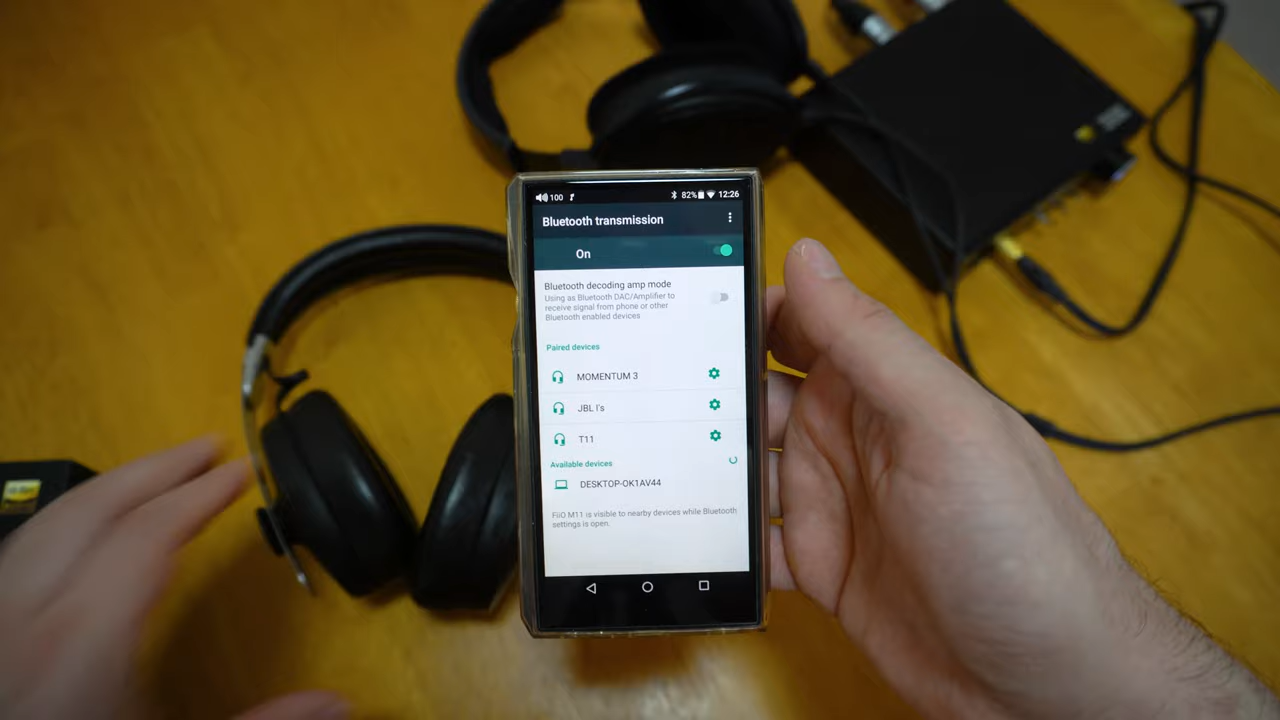 100
82% 12:26
Bluetooth transmission
On
Bluetooth decoding amp mode
Using as Bluetooth DAC/Amplifier to
receive signal from phone or other
Bluetooth enabled devices
Paired devices
MOMENTUM 3
JBL I's
T11
Available devices
DESKTOP-OK1AV44
FiiO M11 is visible to nearby devices while Bluetooth
settings is open.